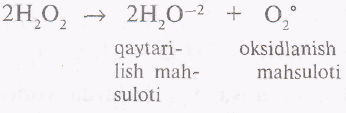 2H₂O₂ → 2H₂O⁻² + O₂°
qaytari- oksidlanish
lish mah- mahsuloti
suloti